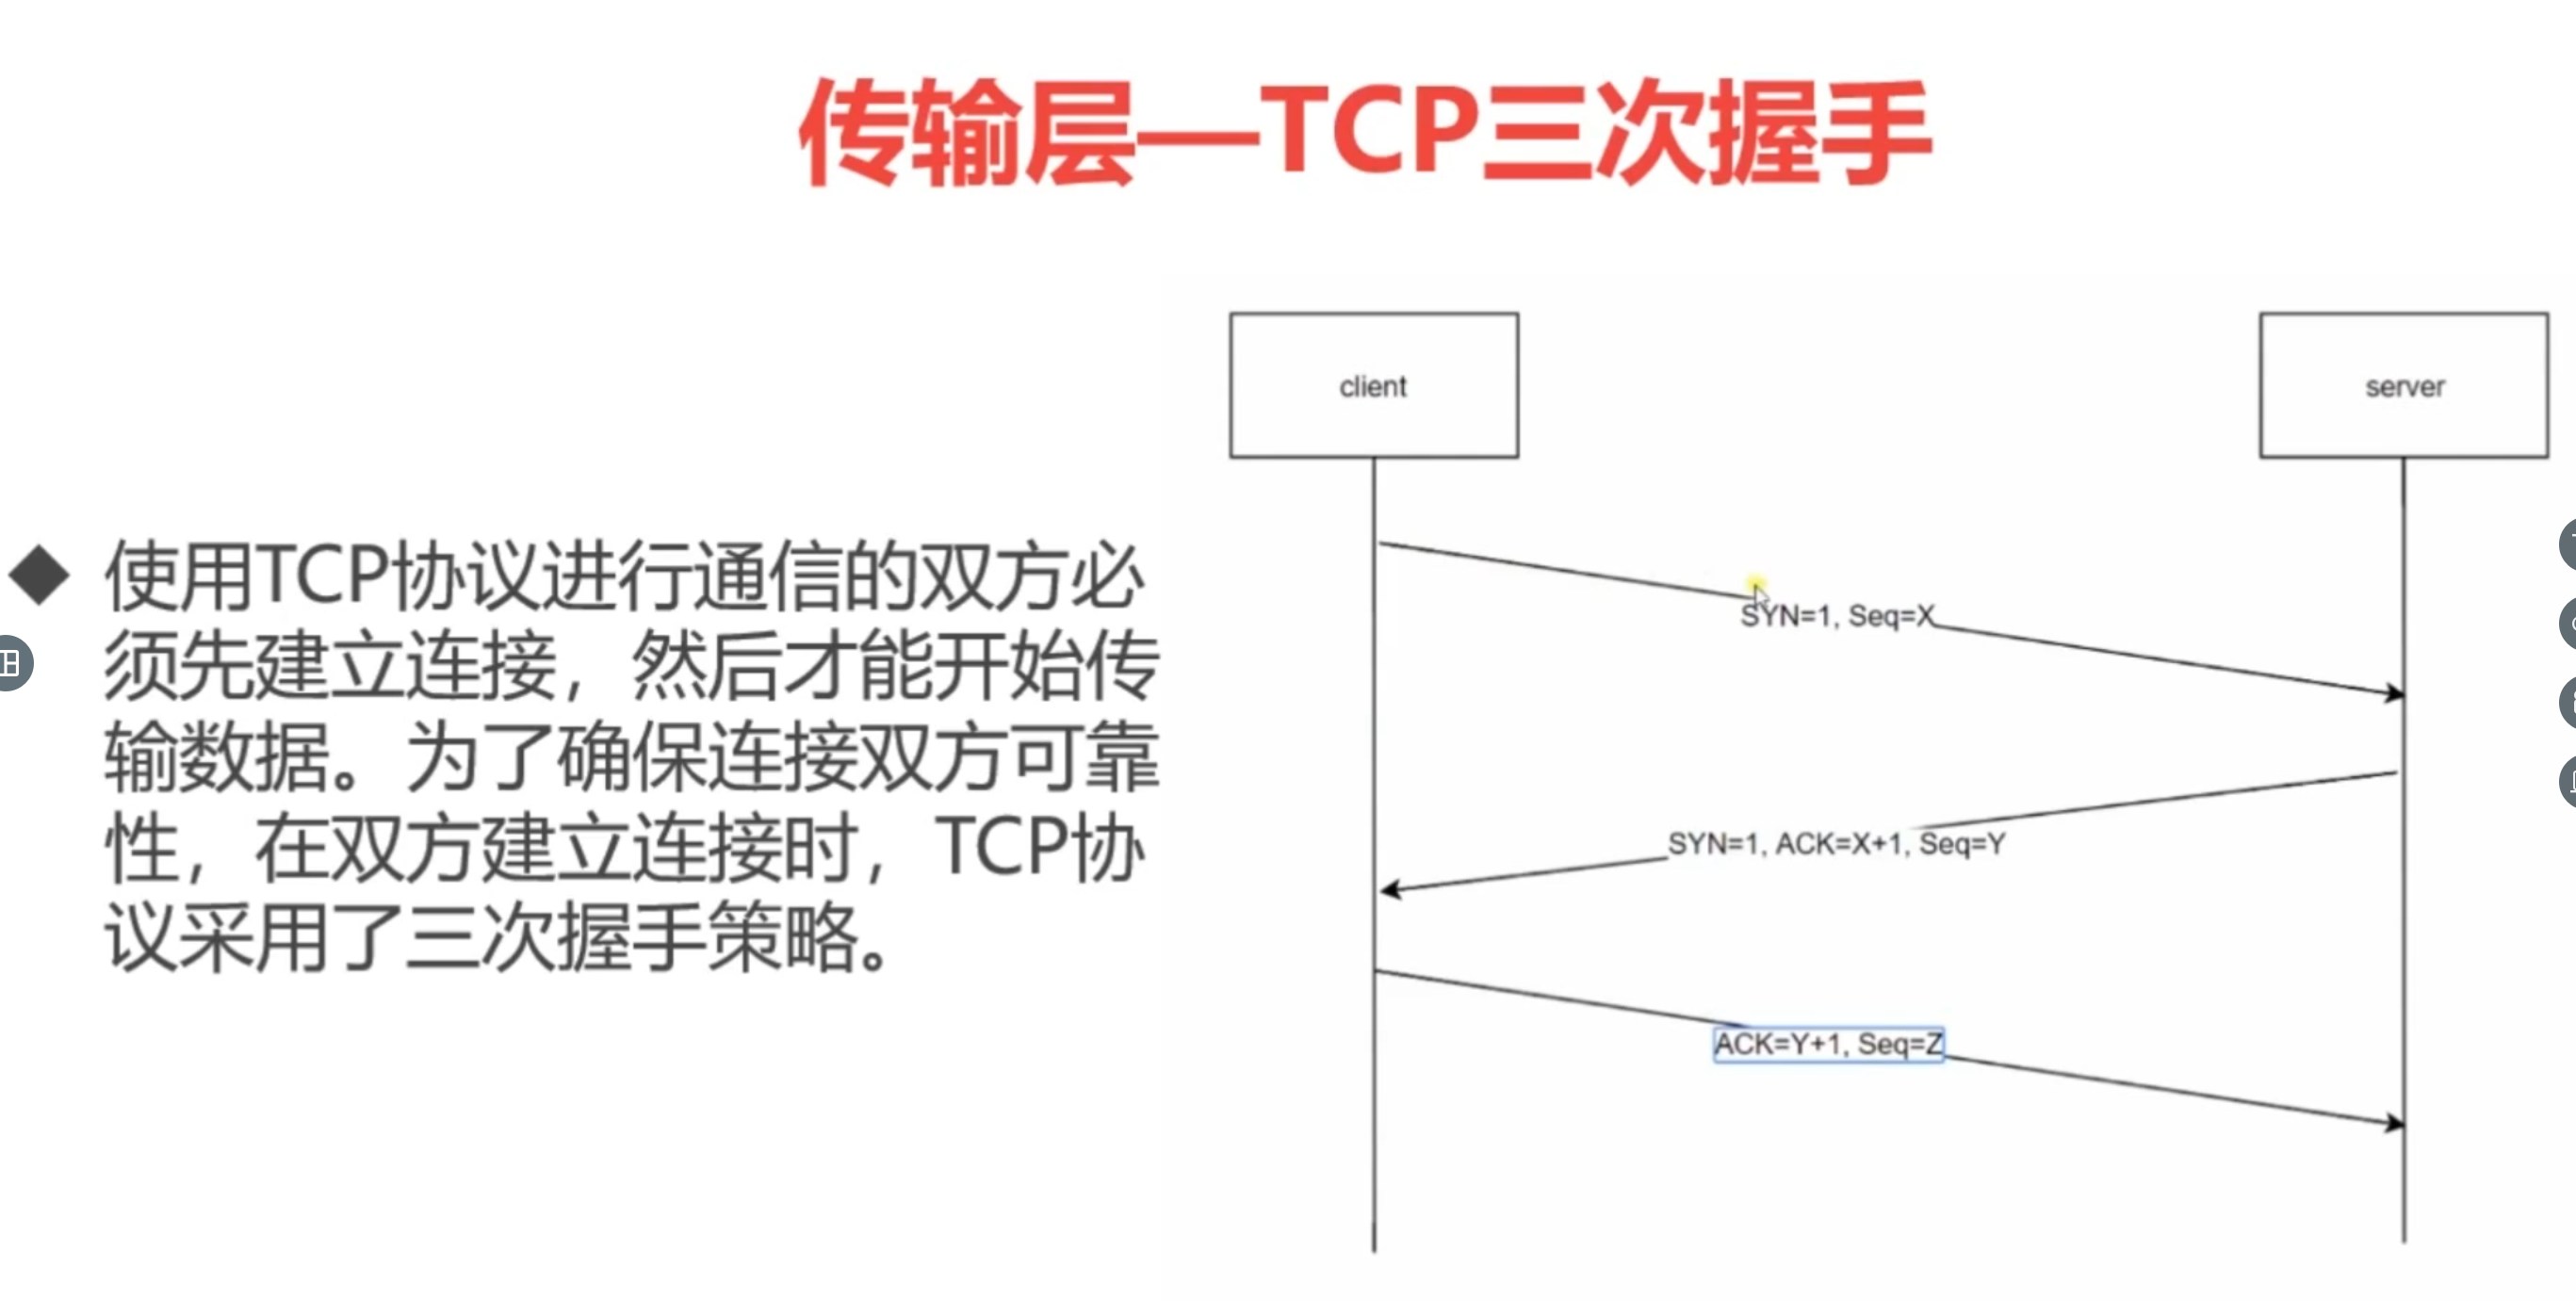 传输层—TCP三次握手
client
server
使用TCP协议进行通信的双方必
须先建立连接，然后才能开始传
输数据。为了确保连接双方可靠
性，在双方建立连接时，TCP协
议采用了三次握手策略。
SYN=1, Seq=X
SYN=1, ACK=X+1, Seq=Y
ACK=Y+1, Seq=Z